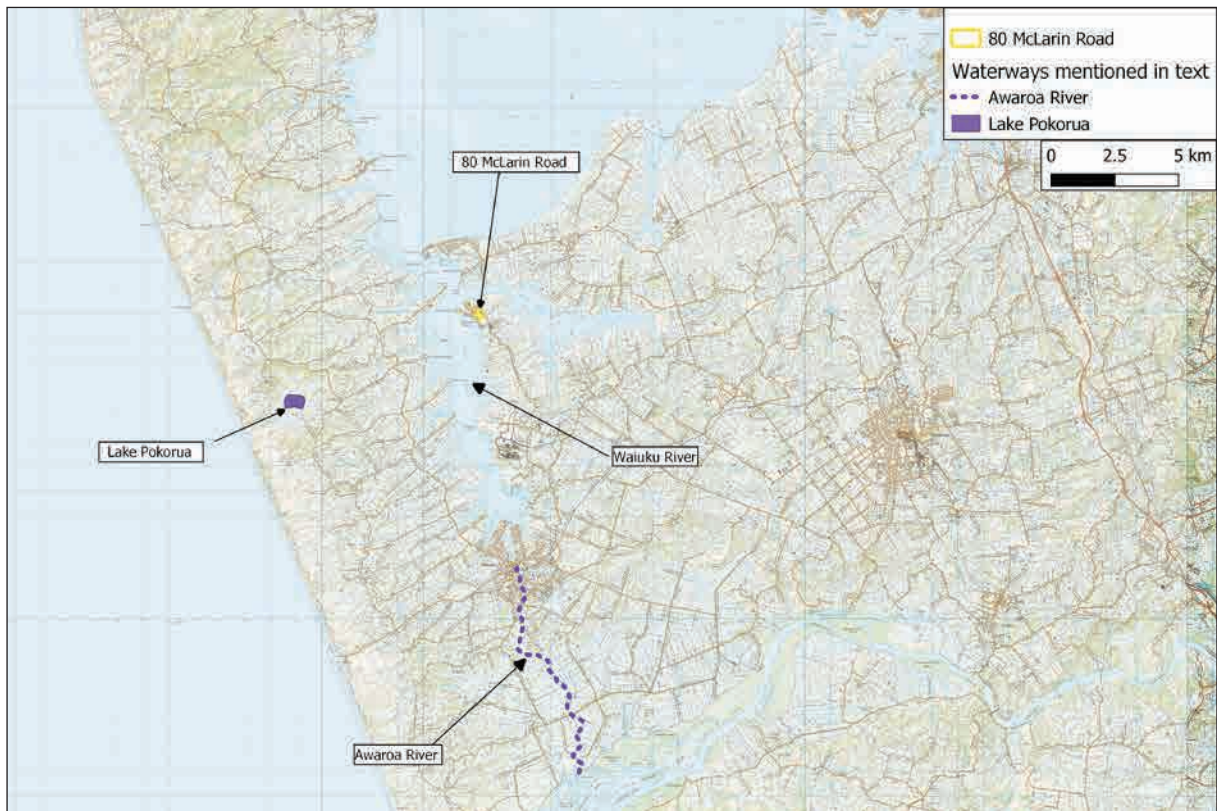 80 McLarin Road
Waterways mentioned in text
Awaroa River
Lake Pokorua
0 2.5 5 km
80 McLarin Road
Lake Pokorua
Waiuku River
Awaroa River